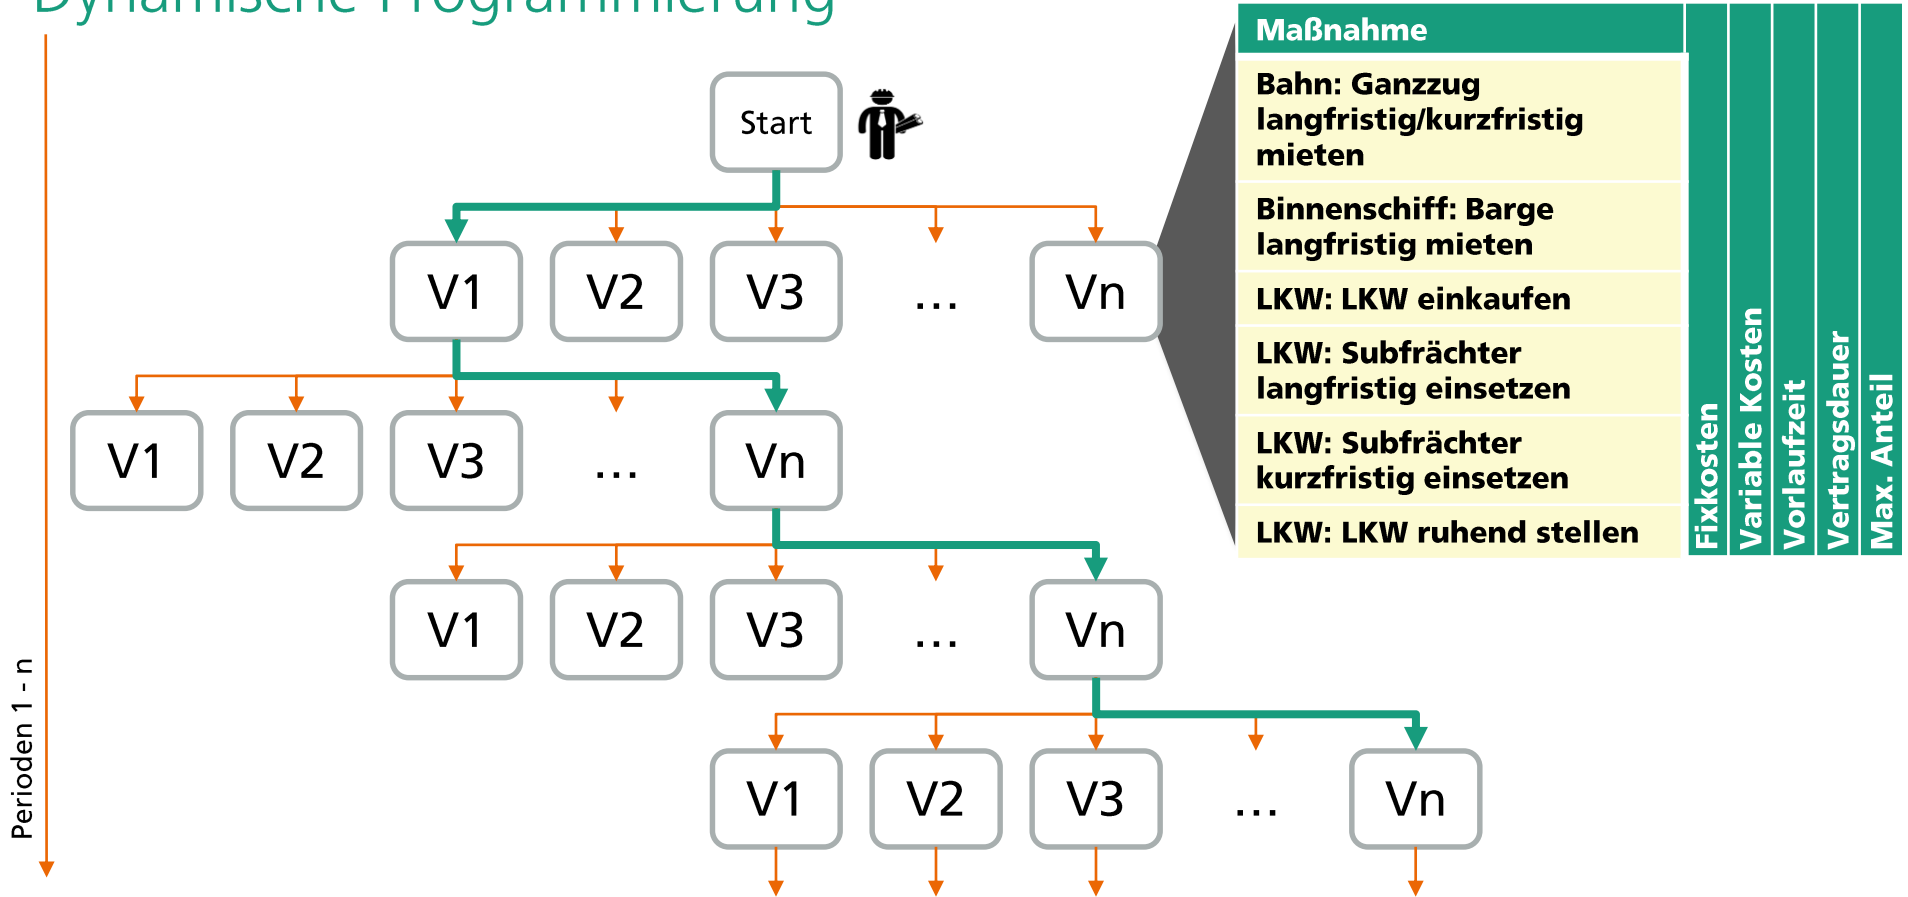 Dynamische Programmierung
Start
V1 V2 V3 ... Vn
V1 V2 V3 ... Vn
V1 V2 V3 ... Vn
V1 V2 V3 ... Vn
Perioden 1 - n
Maßnahme
Bahn: Ganzzug
langfristig/kurzfristig
mieten
Binnenschiff: Barge
langfristig mieten
LKW: LKW einkaufen
LKW: Subfrächter
langfristig einsetzen
LKW: Subfrächter
kurzfristig einsetzen
LKW: LKW ruhend stellen
Fixkosten
Variable Kosten
Vorlaufzeit
Vertragsdauer
Max. Anteil